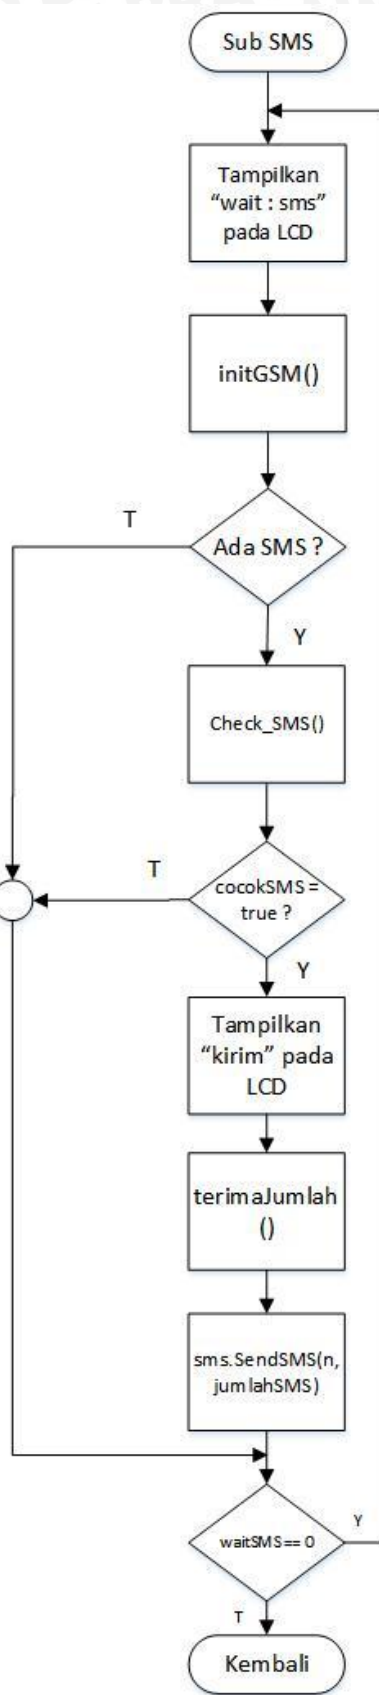 Sub SMS
Tampilkan
“wait : sms”
pada LCD
initGSM()
T
Ada SMS ?
Y
Check_SMS()
T
cocokSMS =
true ?
Y
Tampilkan
“kirim” pada
LCD
terimaJumlah
()
sms.SendSMS(n,
jumlahSMS)
waitSMS== 0
Y
T
Kembali